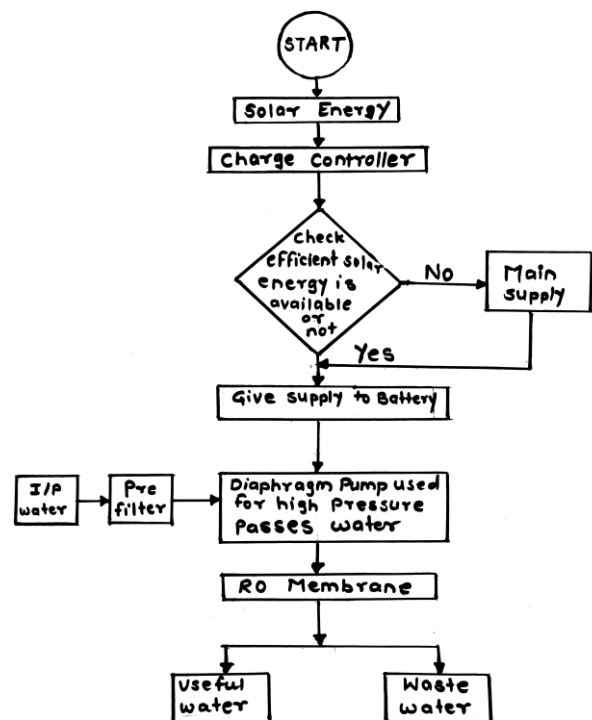 START
Solar Energy
Charge Controller
Check
efficient solar
energy is
available
or
not
No
Main
supply
Yes
Give supply to Battery
I/P
water
Pre
filter
Diaphragm Pump used
for high Pressure
passes water
RO Membrane
Useful
water
Waste
water